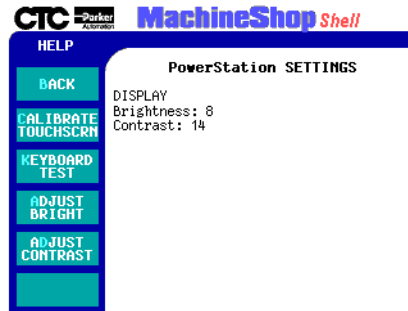 CTC Parker Automation MachineShop Shell
HELP
PowerStation SETTINGS
BACK
DISPLAY
Brightness: 8
Contrast: 14
CALIBRATE
TOUCHSCRN
KEYBOARD
TEST
ADJUST
BRIGHT
ADJUST
CONTRAST